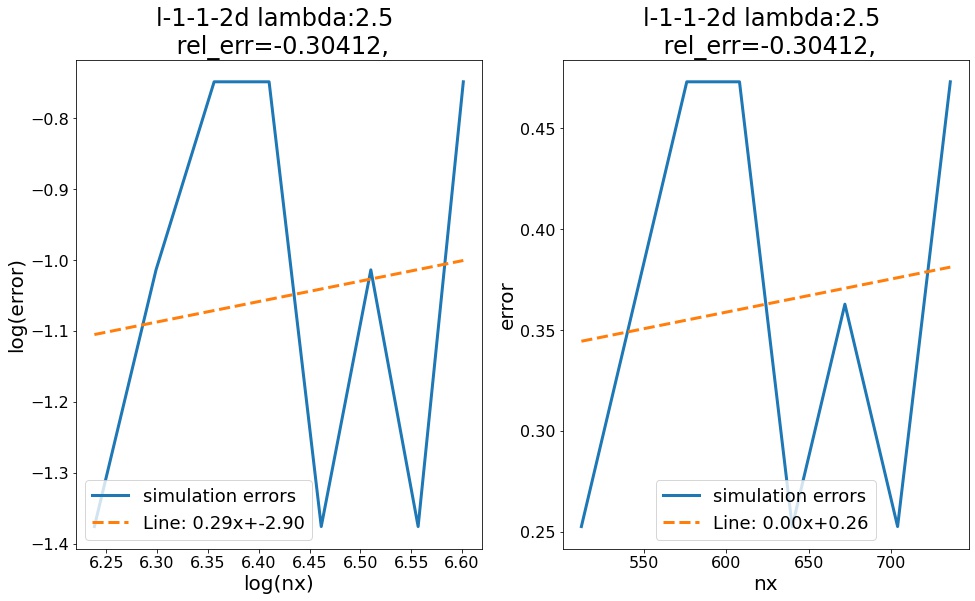 l-1-1-2d lambda:2.5
rel_err=-0.30412,
log(error)
−0.8
−0.9
−1.0
−1.1
−1.2
−1.3
−1.4
simulation errors
Line: 0.29x+-2.90
6.25 6.30 6.35 6.40 6.45 6.50 6.55 6.60
log(nx)
l-1-1-2d lambda:2.5
rel_err=-0.30412,
error
0.45
0.40
0.35
0.30
0.25
simulation errors
Line: 0.00x+0.26
550 600 650 700
nx